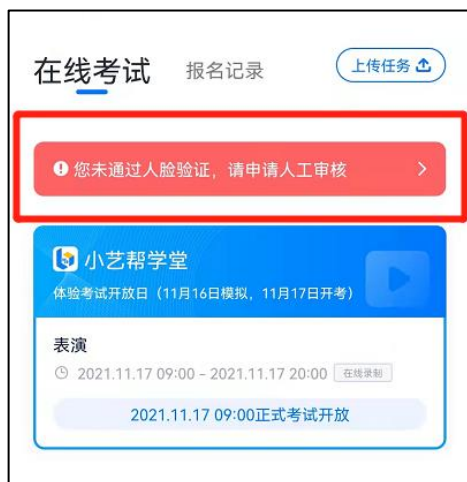 在线考试 报名记录 上传任务
您未通过人脸验证，请申请人工审核
小艺帮学堂
体验考试开放日（11月16日模拟，11月17日开考）
表演
2021.11.17 09:00 - 2021.11.17 20:00 在线录制
2021.11.17 09:00正式考试开放